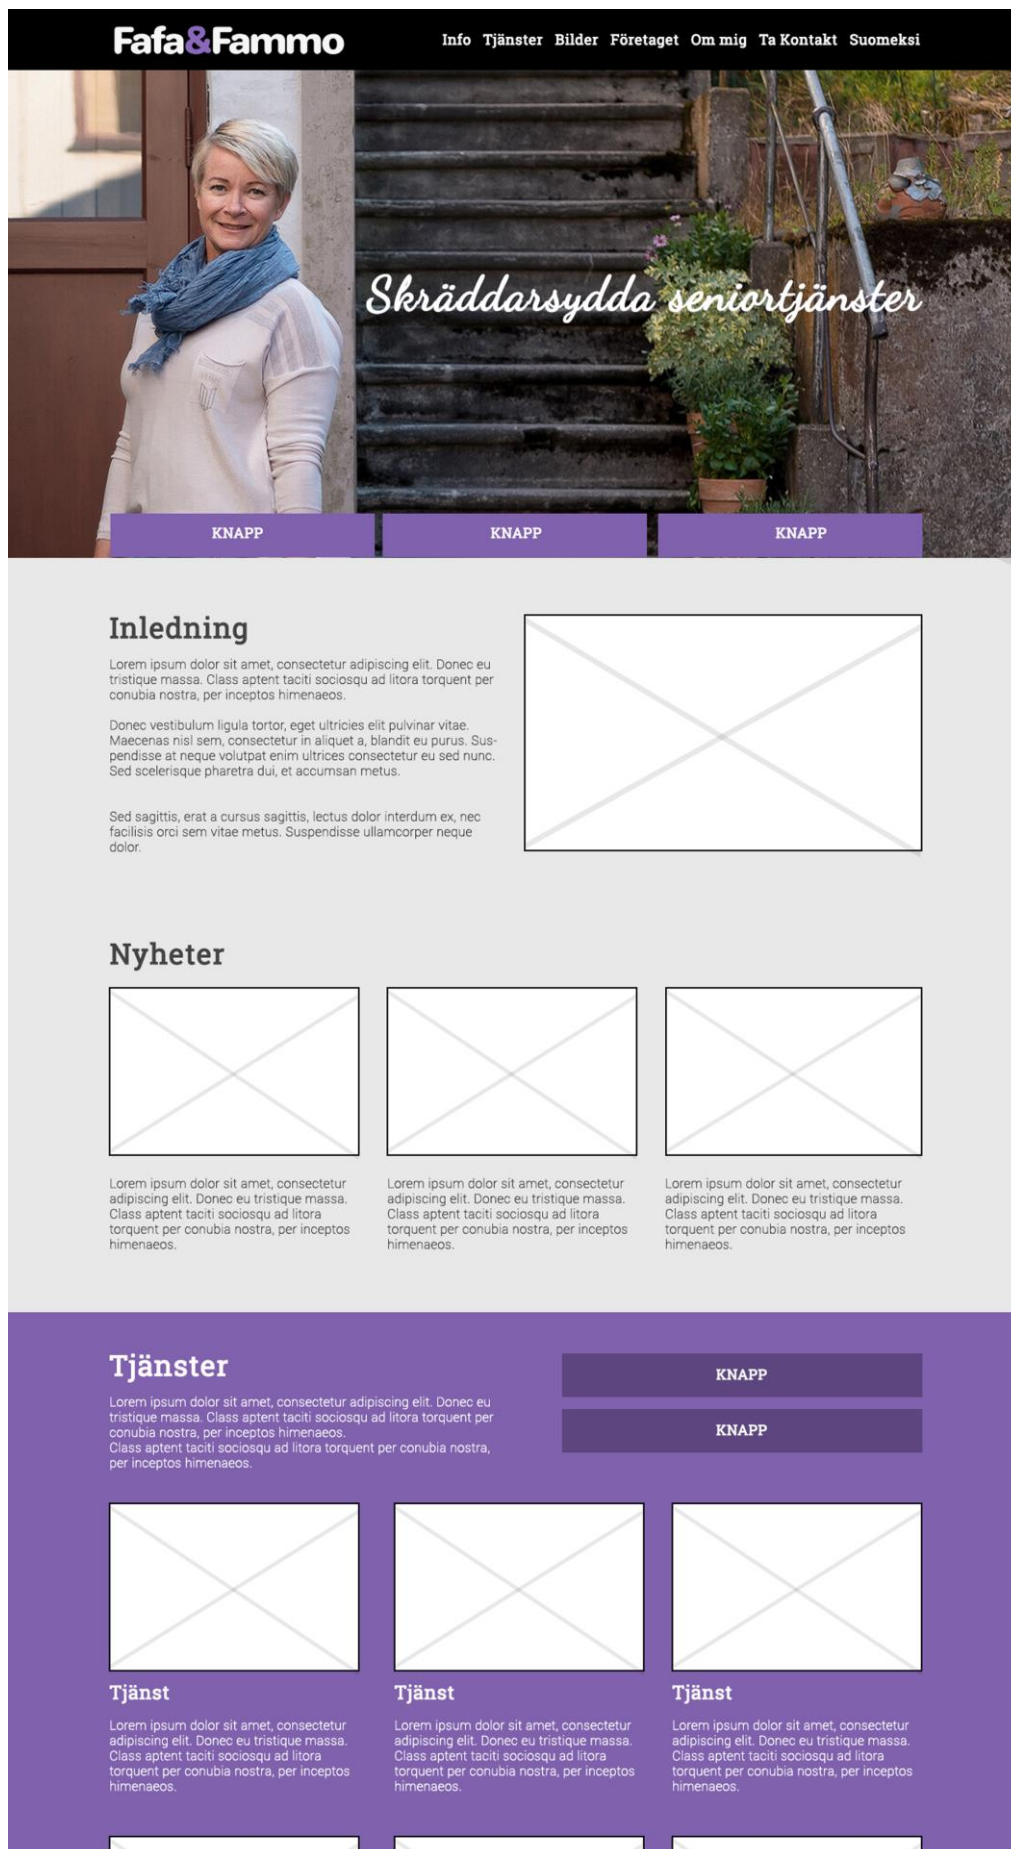 Fafa&Fammo
Info Tjänster Bilder Företaget Om mig Ta Kontakt Suomeksi
Skräddarsydda seniortjänster
KNAPP
KNAPP
KNAPP
Inledning
Lorem ipsum dolor sit amet, consectetur adipiscing elit. Donec eu
tristique massa. Class aptent taciti sociosqu ad litora torquent per
conubia nostra, per inceptos himenaeos.
Donec vestibulum ligula tortor, eget ultricies elit pulvinar vitae.
Maecenas nisl sem, consectetur in aliquet a, blandit eu purus. Sus-
pendisse at neque volutpat enim ultrices consectetur eu sed nunc.
Sed scelerisque pharetra dui, et accumsan metus.
Sed sagittis, erat a cursus sagittis, lectus dolor interdum ex, nec
facilisis orci sem vitae metus. Suspendisse ullamcorper neque
dolor.
Nyheter
Lorem ipsum dolor sit amet, consectetur
adipiscing elit. Donec eu tristique massa.
Class aptent taciti sociosqu ad litora
torquent per conubia nostra, per inceptos
himenaeos.
Lorem ipsum dolor sit amet, consectetur
adipiscing elit. Donec eu tristique massa.
Class aptent taciti sociosqu ad litora
torquent per conubia nostra, per inceptos
himenaeos.
Lorem ipsum dolor sit amet, consectetur
adipiscing elit. Donec eu tristique massa.
Class aptent taciti sociosqu ad litora
torquent per conubia nostra, per inceptos
himenaeos.
Tjänster
Lorem ipsum dolor sit amet, consectetur adipiscing elit. Donec eu
tristique massa. Class aptent taciti sociosqu ad litora torquent per
conubia nostra, per inceptos himenaeos.
Class aptent taciti sociosqu ad litora torquent per conubia nostra,
per inceptos himenaeos.
KNAPP
KNAPP
Tjänst
Lorem ipsum dolor sit amet, consectetur
adipiscing elit. Donec eu tristique massa.
Class aptent taciti sociosqu ad litora
torquent per conubia nostra, per inceptos
himenaeos.
Tjänst
Lorem ipsum dolor sit amet, consectetur
adipiscing elit. Donec eu tristique massa.
Class aptent taciti sociosqu ad litora
torquent per conubia nostra, per inceptos
himenaeos.
Tjänst
Lorem ipsum dolor sit amet, consectetur
adipiscing elit. Donec eu tristique massa.
Class aptent taciti sociosqu ad litora
torquent per conubia nostra, per inceptos
himenaeos.